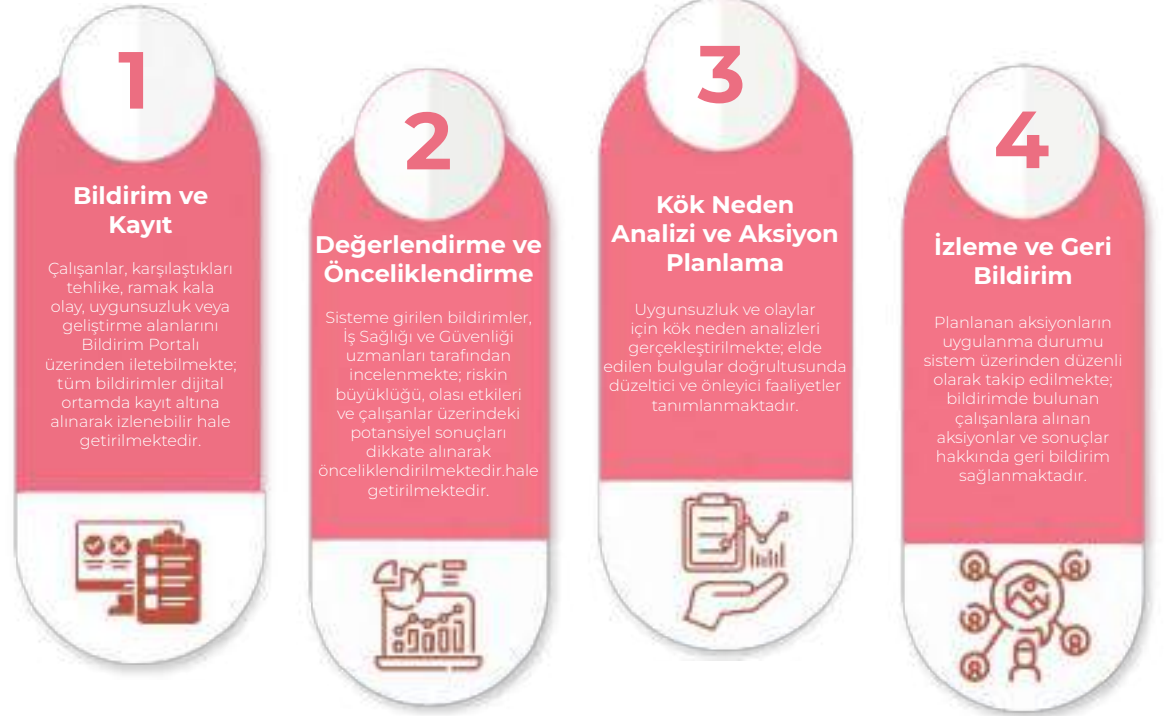 1
Bildirim ve
Kayıt
Çalışanlar, karşılaştıkları
tehlike, ramak kala
olay, uygunsuzluk veya
geliştirme alanlarını
Bildirim Portalı
üzerinden iletebilmekte;
tüm bildirimler dijital
ortamda kayıt altına
alınarak izlenebilir hale
getirilmektedir.
2
Değerlendirme ve
Önceliklendirme
Sisteme girilen bildirimler,
İş Sağlığı ve Güvenliği
uzmanları tarafından
incelenmekte; riskin
büyüklüğü, olası etkileri
ve çalışanlar üzerindeki
potansiyel sonuçları
dikkate alınarak
önceliklendirilmektedir.hale
getirilmektedir.
3
Kök Neden
Analizi ve Aksiyon
Planlama
Uygunsuzluk ve olaylar
için kök neden analizleri
gerçekleştirilmekte; elde
edilen bulgular doğrultusunda
düzeltici ve önleyici faaliyetler
tanımlanmaktadır.
4
İzleme ve Geri
Bildirim
Planlanan aksiyonların
uygulanma durumu
sistem üzerinden düzenli
olarak takip edilmekte;
bildirimde bulunan
çalışanlara alınan
aksiyonlar ve sonuçlar
hakkında geri bildirim
sağlanmaktadır.